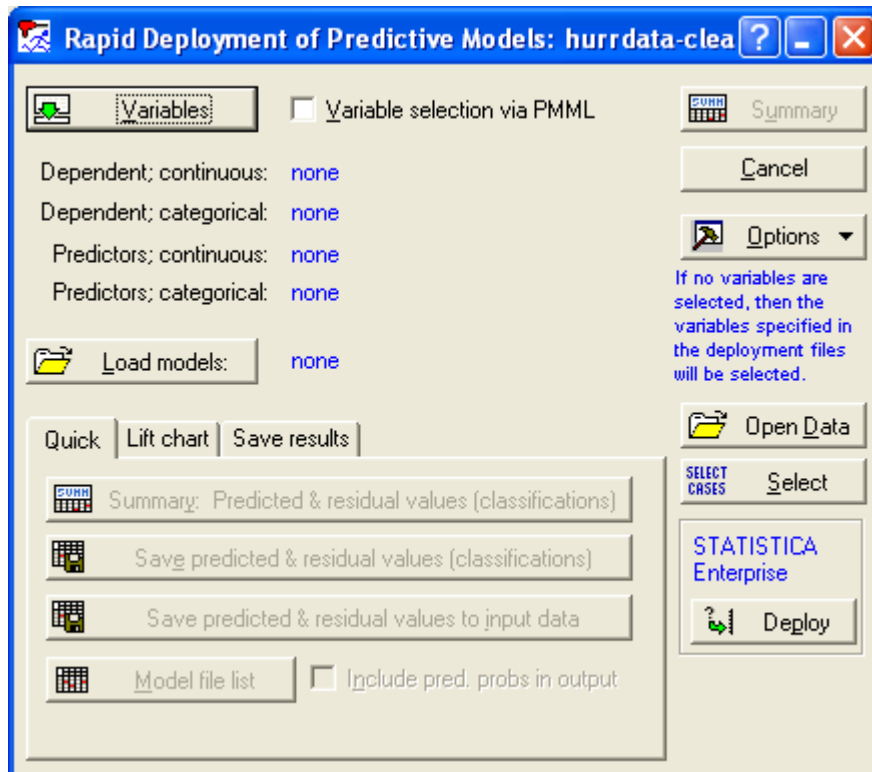 Rapid Deployment of Predictive Models: hurrdata-clea
Variables
Variable selection via PMML
Summary
Dependent; continuous: none
Cancel
Dependent; categorical: none
Predictors; continuous: none
Options
Predictors; categorical: none
If no variables are
selected, then the
variables specified in
the deployment files
will be selected.
Load models: none
Open Data
Quick
Lift chart
Save results
SELECT
CASES
Select
SUMM
Summary: Predicted & residual values (classifications)
Save predicted & residual values (classifications)
Save predicted & residual values to input data
Model file list
Include pred. probs in output
STATISTICA
Enterprise
Deploy